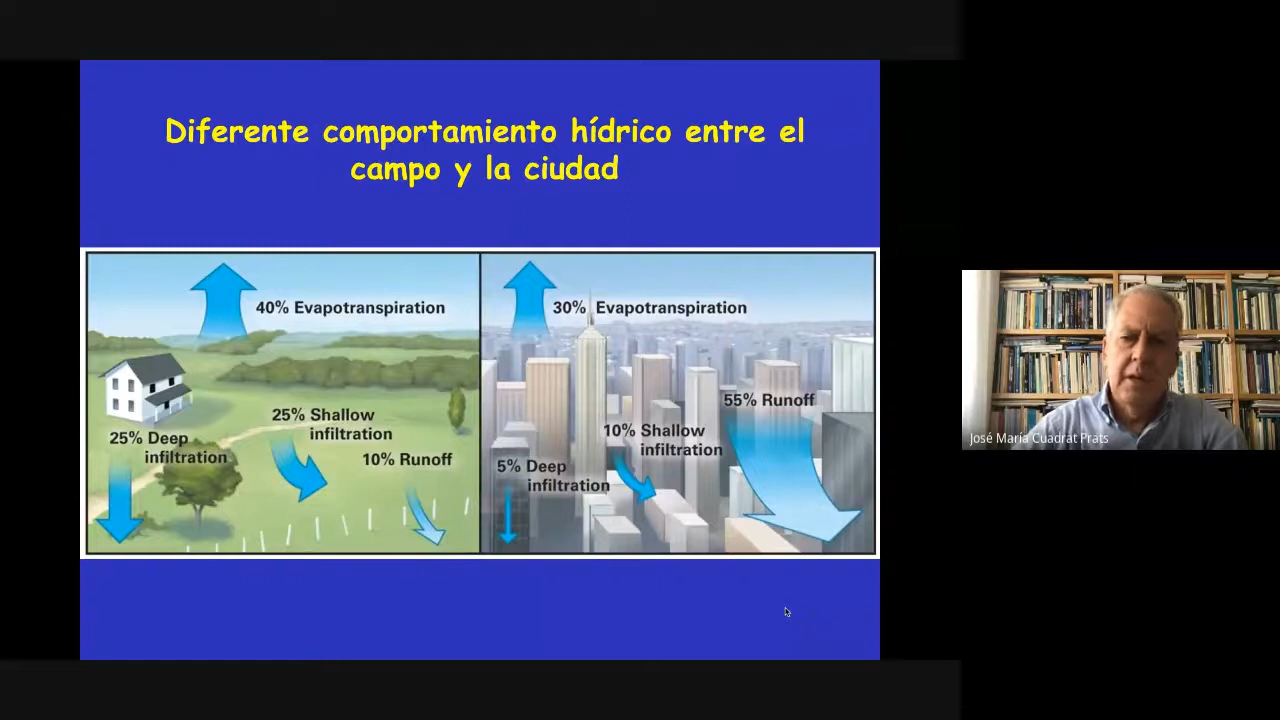 Diferente comportamiento hídrico entre el
campo y la ciudad
40% Evapotranspiration
25% Shallow
infiltration
25% Deep
infiltration
10% Runoff
30% Evapotranspiration
55% Runoff
10% Shallow
infiltration
5% Deep
infiltration
José María Cuadrat Prats